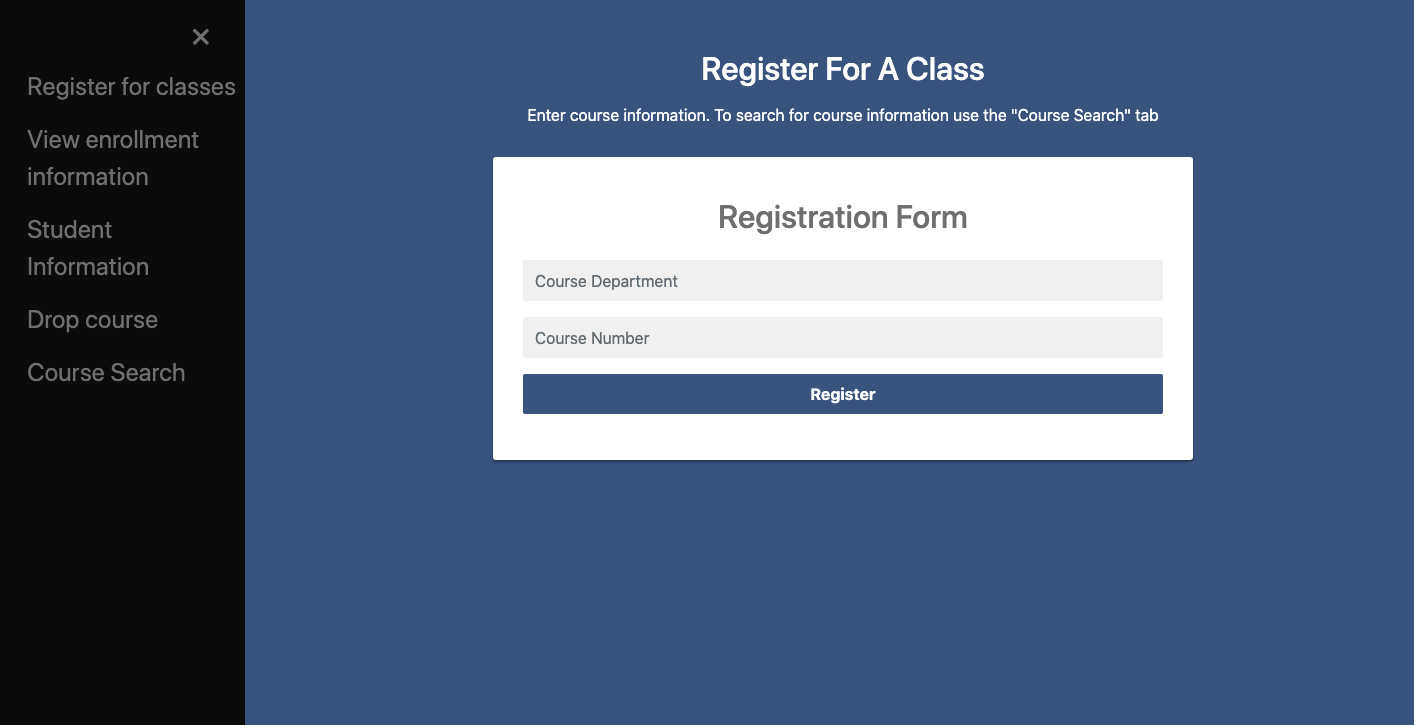 ×
Register for classes
View enrollment
information
Student
Information
Drop course
Course Search
Register For A Class
Enter course information. To search for course information use the "Course Search" tab
Registration Form
Course Department
Course Number
Register